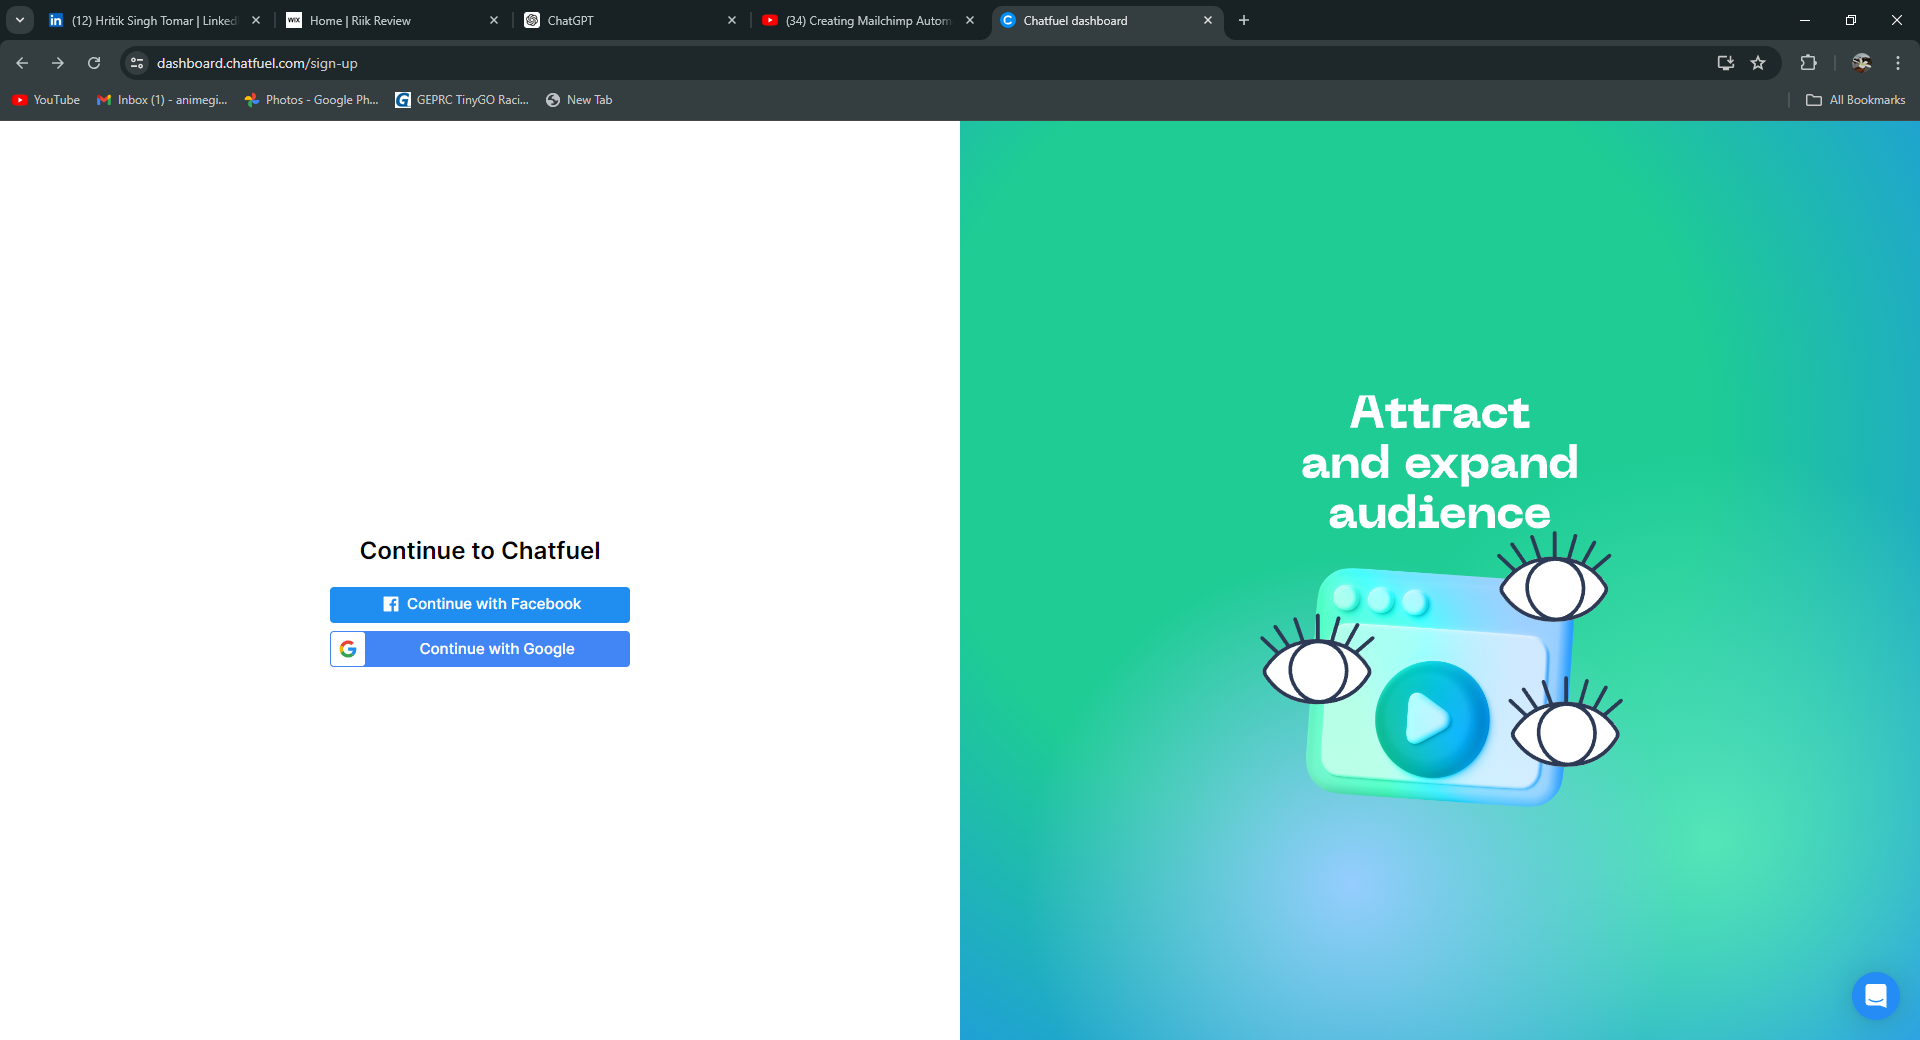 (12) Hritik Singh Tomar | Linked
Home | Riik Review
ChatGPT
(34) Creating Mailchimp Autom
Chatfuel dashboard
dashboard.chatfuel.com/sign-up
YouTube
Inbox (1) - animegi...
Photos - Google Ph...
GEPRC TinyGO Raci...
New Tab
All Bookmarks
Continue to Chatfuel
Continue with Facebook
Continue with Google
Attract
and expand
audience